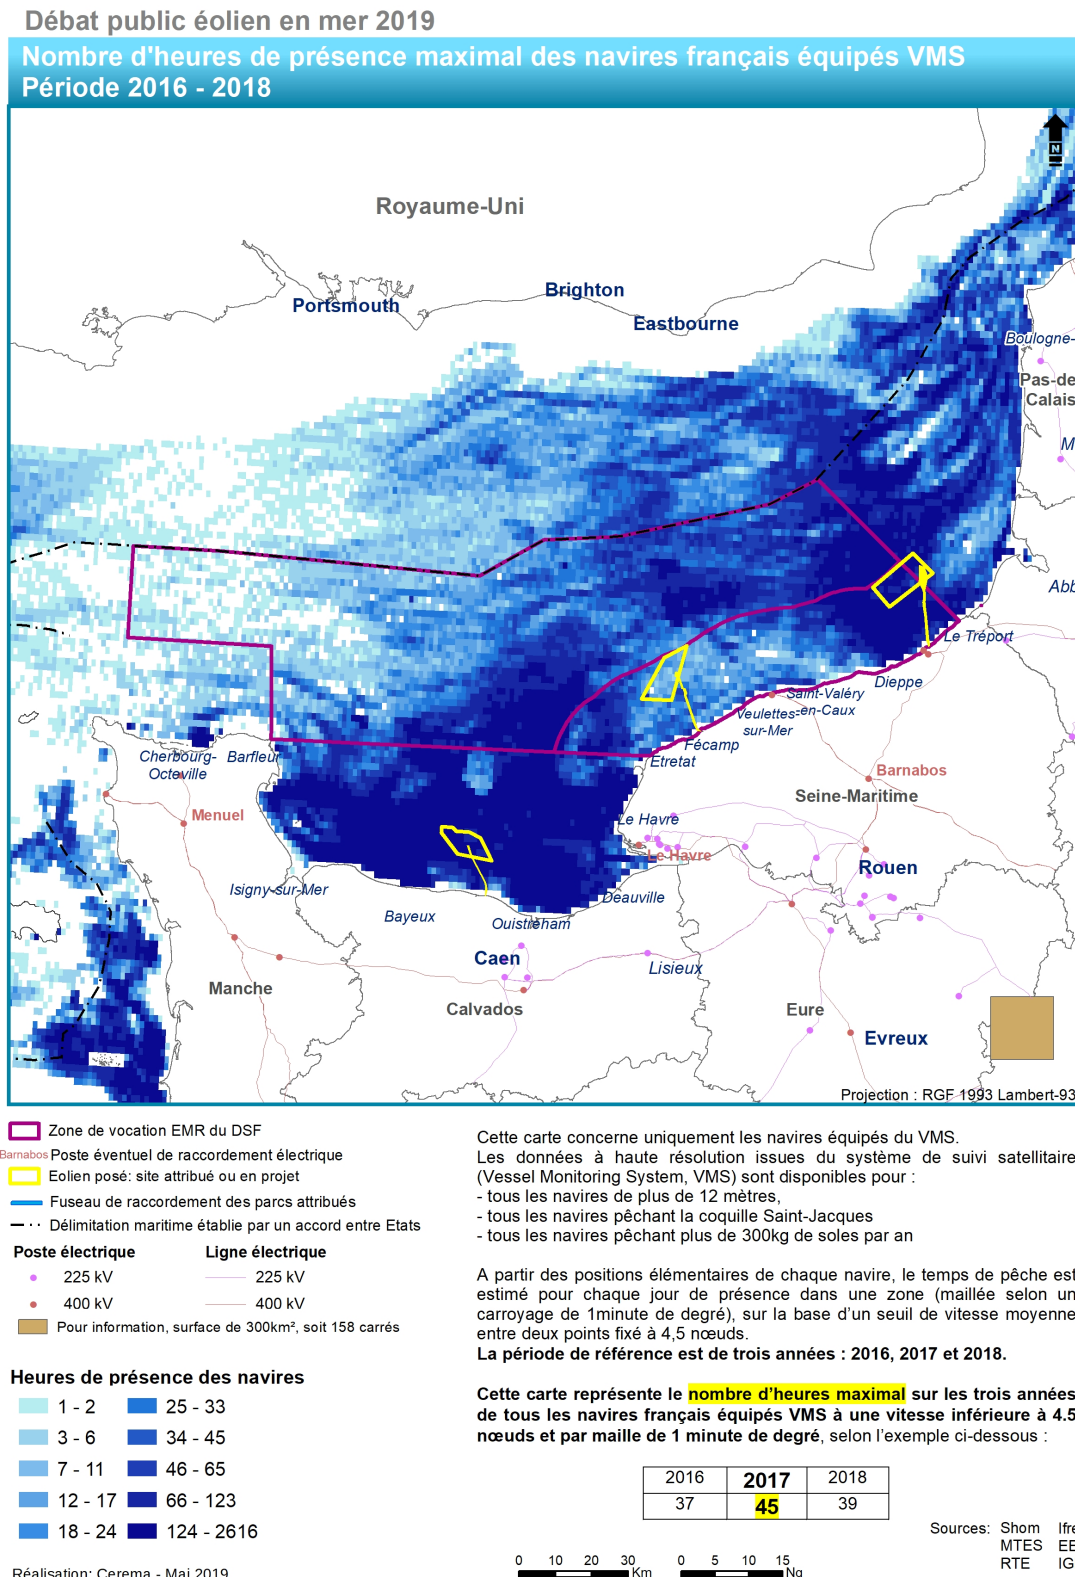 Débat public éolien en mer 2019
Nombre d'heures de présence maximal des navires français équipés VMS
Période 2016 - 2018
N
Royaume-Uni
Brighton
Portsmouth
Eastbourne
Boulogne-
Pas-de
Calais
M
Abb
Le Tréport
Dieppe
Saint-Valéry
-en-Caux
Veulettes-
sur-Mer
Fécamp
Etretat
Cherbourg-
Octeville
Barfleur
Barnabos
Seine-Maritime
Menuel
Le Havre
Le Havre
Rouen
Isigny-sur-Mer
Deauville
Bayeux
Ouistreham
Caen
Lisieux
Manche
Calvados
Eure
Evreux
Projection : RGF 1993 Lambert-93
Zone de vocation EMR du DSF
Barnabos Poste éventuel de raccordement électrique
Eolien posé: site attribué ou en projet
Fuseau de raccordement des parcs attribués
Délimitation maritime établie par un accord entre Etats
Poste électrique Ligne électrique
225 kV 225 kV
400 kV 400 kV
Pour information, surface de 300km², soit 158 carrés
Heures de présence des navires
1 - 2 25 - 33
3 - 6 34 - 45
7 - 11 46 - 65
12 - 17 66 - 123
18 - 24 124 - 2616
Réalisation: Cerema - Mai 2019
Cette carte concerne uniquement les navires équipés du VMS.
Les données à haute résolution issues du système de suivi satellitaire
(Vessel Monitoring System, VMS) sont disponibles pour :
- tous les navires de plus de 12 mètres,
- tous les navires pêchant la coquille Saint-Jacques
- tous les navires pêchant plus de 300kg de soles par an
A partir des positions élémentaires de chaque navire, le temps de pêche est
estimé pour chaque jour de présence dans une zone (maillée selon un
carroyage de 1minute de degré), sur la base d'un seuil de vitesse moyenne
entre deux points fixé à 4,5 nœuds.
La période de référence est de trois années : 2016, 2017 et 2018.
Cette carte représente le nombre d'heures maximal sur les trois années
de tous les navires français équipés VMS à une vitesse inférieure à 4.5
nœuds et par maille de 1 minute de degré, selon l'exemple ci-dessous :
2016 2017 2018
37 45 39
Sources: Shom Ifre
MTES EE
RTE IG
0 10 20 30 Km
0 5 10 15 Nq